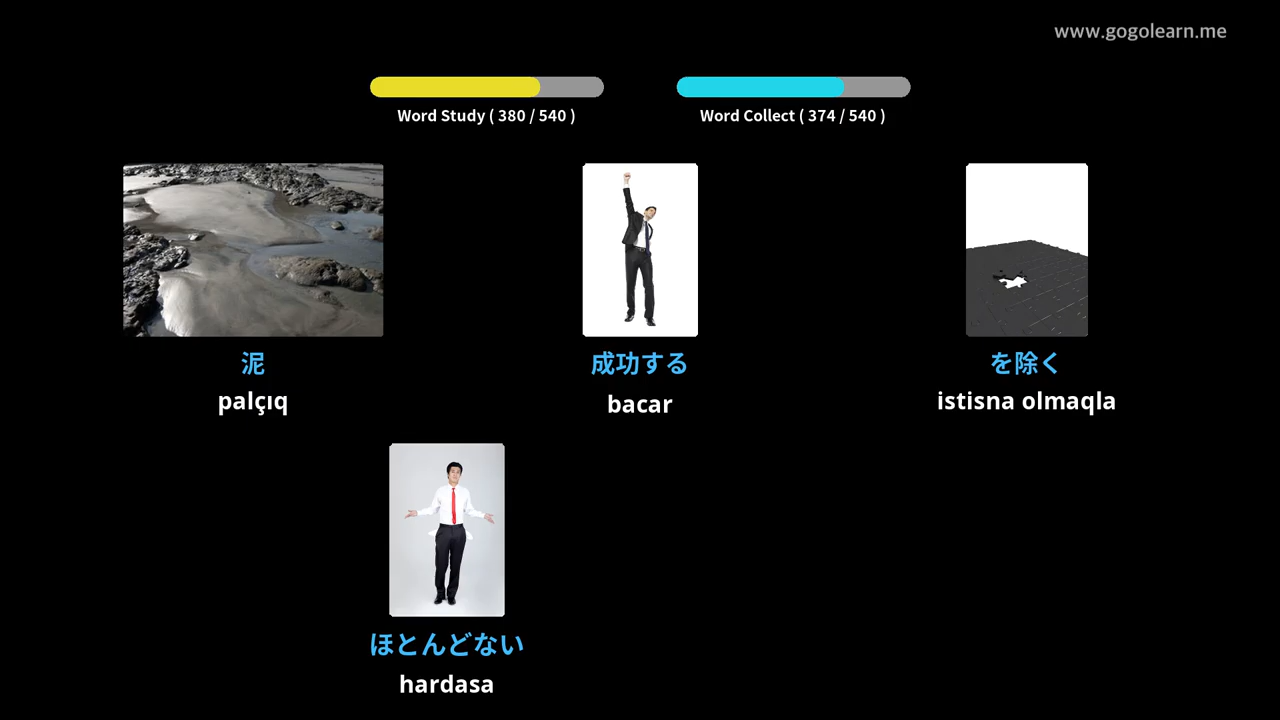 www.gogolearn.me
Word Study ( 380 / 540 )
Word Collect ( 374 / 540 )
泥
palçıq
成功する
bacar
を除く
istisna olmaqla
ほとんどない
hardasa